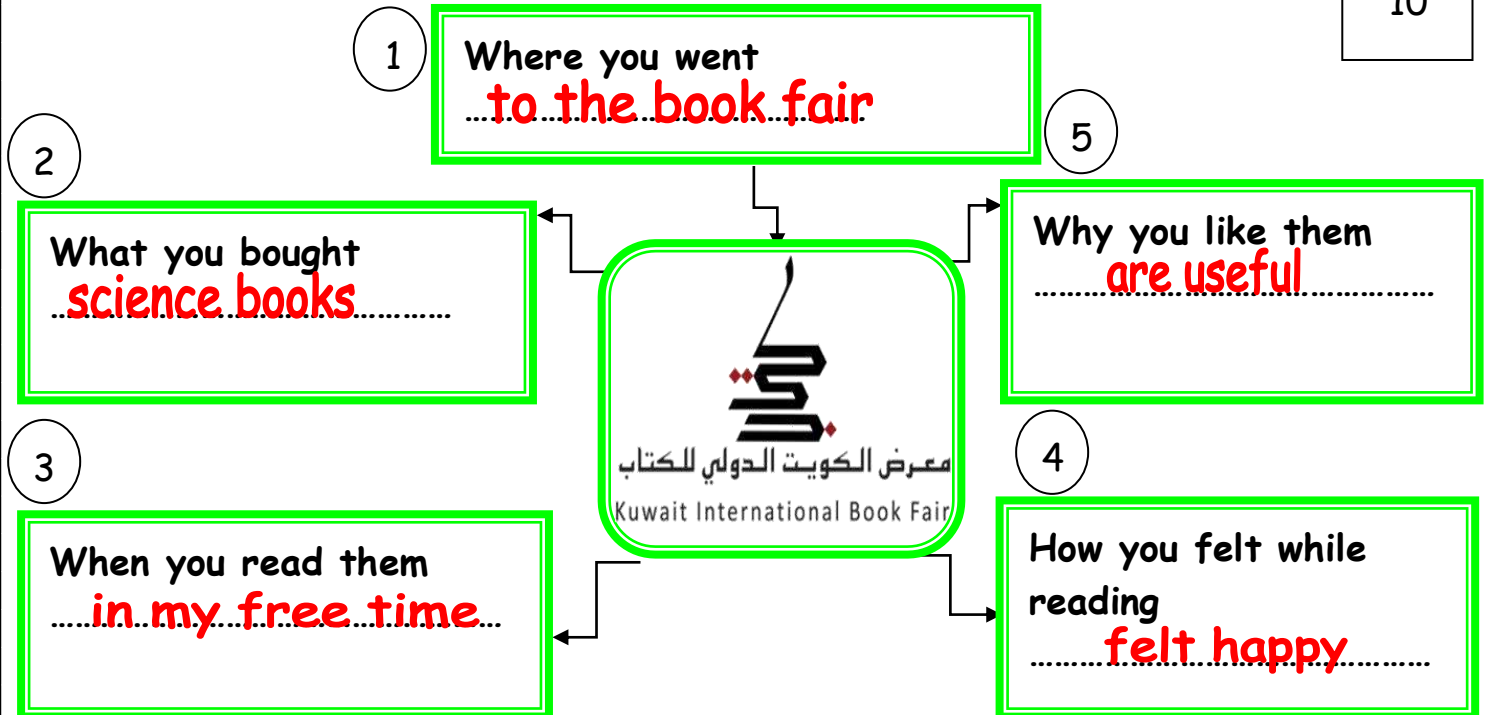 10
1
Where you went
to the book fair
2
What you bought
science books
3
When you read them
in my free time
4
How you felt while
reading
felt happy
5
Why you like them
are useful
معرض الكويت الدولي للكتاب
Kuwait International Book Fair